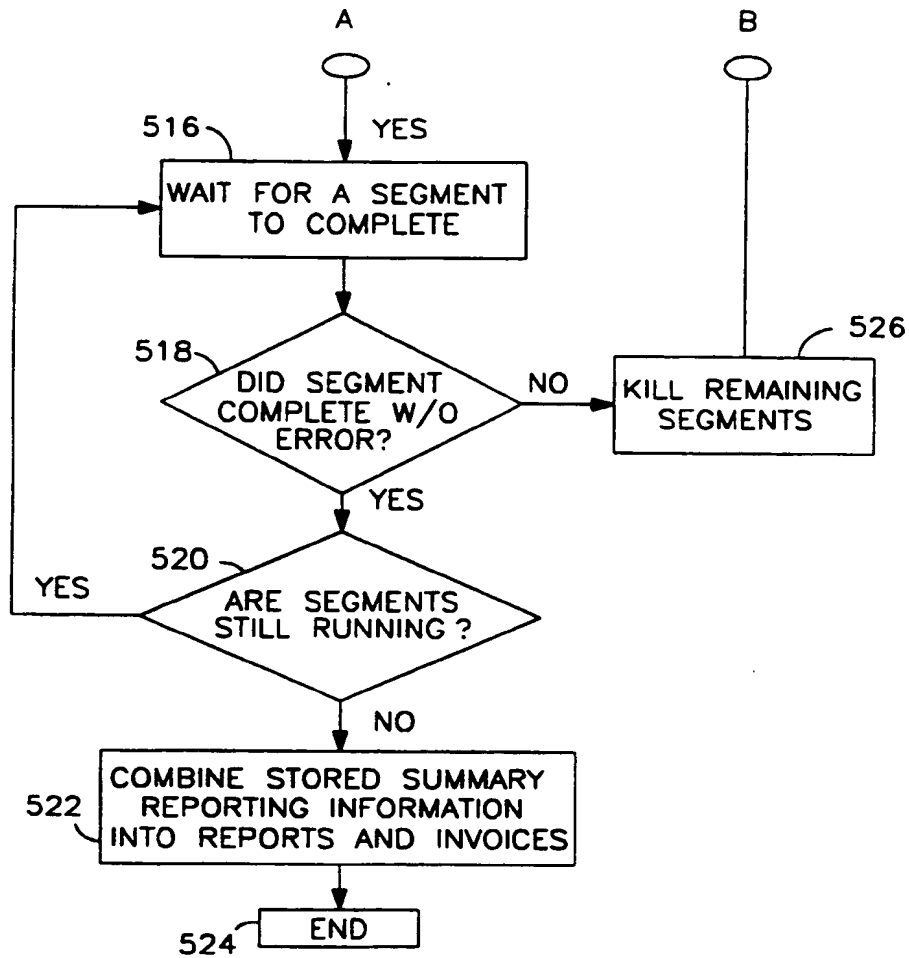 A
B
YES
516
WAIT FOR A SEGMENT
TO COMPLETE
518
DID SEGMENT
COMPLETE W/O
ERROR?
NO
526
KILL REMAINING
SEGMENTS
YES
520
YES
ARE SEGMENTS
STILL RUNNING?
NO
522
COMBINE STORED SUMMARY
REPORTING INFORMATION
INTO REPORTS AND INVOICES
END
524